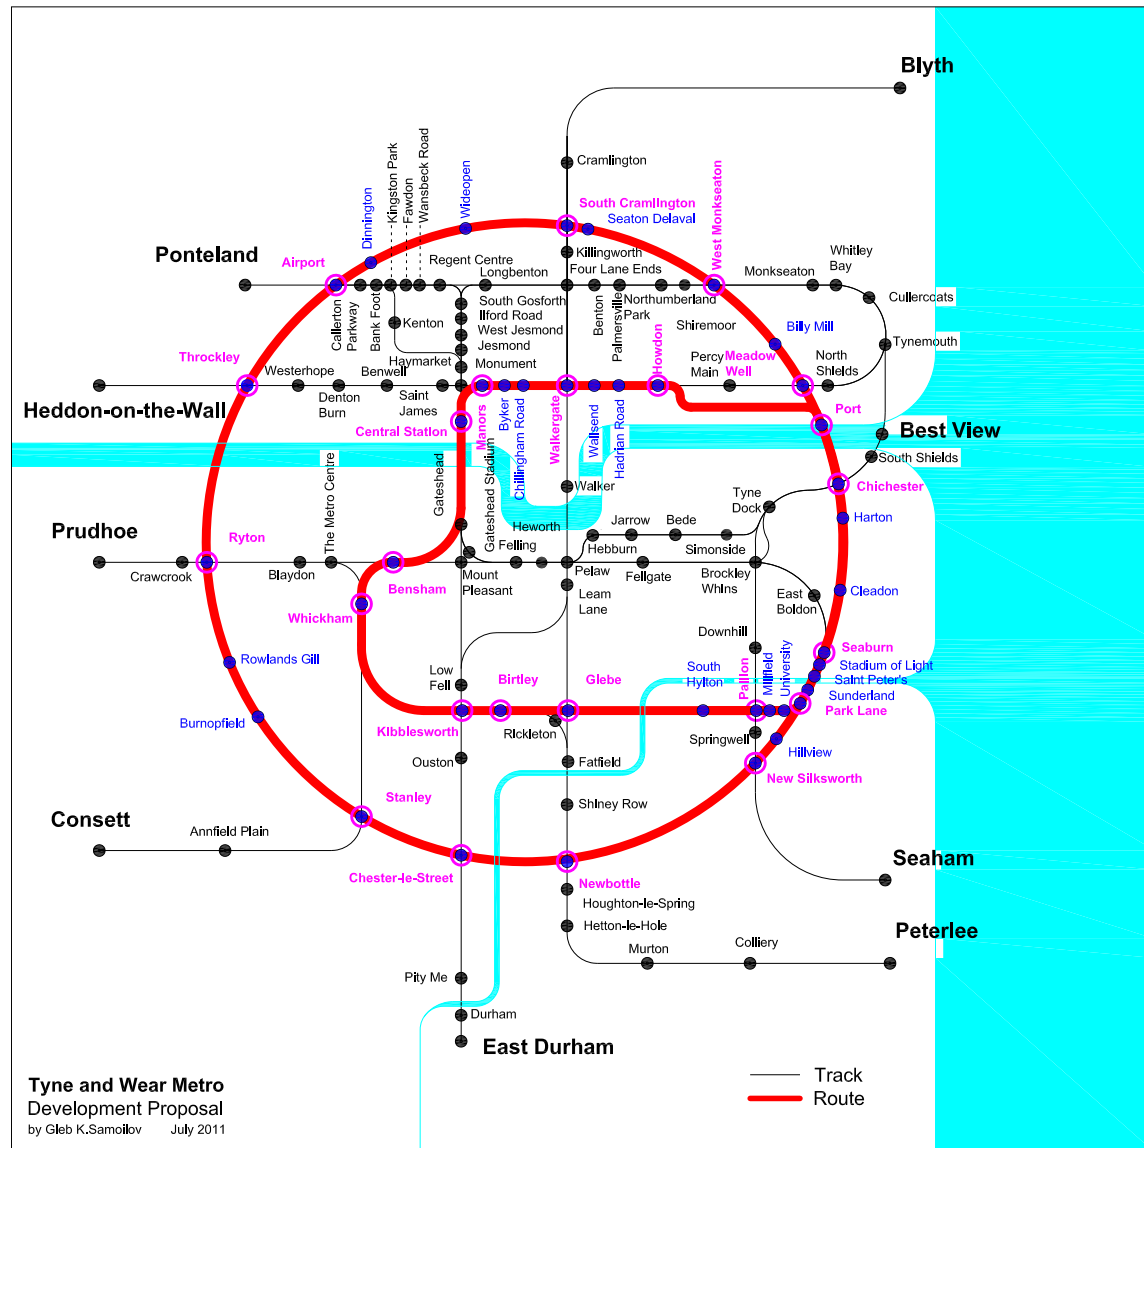 Blyth
Cramlington
South Cramlington
Seaton Delaval
Wideopen
Dinnington
Kingston Park
Fawdon
Wansbeck Road
West Monkseaton
Ponteland
Airport
Regent Centre
Longbenton
Killingworth
Four Lane Ends
Monkseaton
Whitley
Bay
Cullercoats
Callerton
Parkway
Bank Foot
Kenton
South Gosforth
Ilford Road
West Jesmond
Jesmond
Haymarket
Monument
Benton
Palmersville
Northumberland
Park
Shiremoor
Billy Mill
Tynemouth
Throckley
Westerhope
Benwell
Denton
Burn
Saint
James
Howdon
Percy
Main
Meadow
Well
North
Shields
Heddon-on-the-Wall
Central Station
Manors
Byker
Chillingham Road
Walkergate
Wallsend
Hadrian Road
Port
Best View
South Shields
Gateshead
Gateshead Stadium
The Metro Centre
Walker
Tyne
Dock
Chichester
Harton
Prudhoe
Ryton
Crawcrook
Blaydon
Bensham
Mount
Pleasant
Heworth
Felling
Pelaw
Hebburn
Jarrow
Bede
Simonside
Fellgate
Brockley
Whins
Leam
Lane
East
Boldon
Cleadon
Whickham
Downhill
Seaburn
Stadium of Light
Saint Peter's
Sunderland
Park Lane
Rowlands Gill
Burnopfield
Low
Fell
Birtley
Glebe
South
Hylton
Pallion
Millfield
University
Kibblesworth
Rickleton
Springwell
Hillview
Ouston
Fatfield
New Silksworth
Stanley
Shiney Row
Consett
Annfield Plain
Chester-le-Street
Newbottle
Houghton-le-Spring
Hetton-le-Hole
Seaham
Murton
Colliery
Peterlee
Pity Me
Durham
East Durham
Tyne and Wear Metro
Development Proposal
by Gleb K.Samoilov July 2011
Track
Route